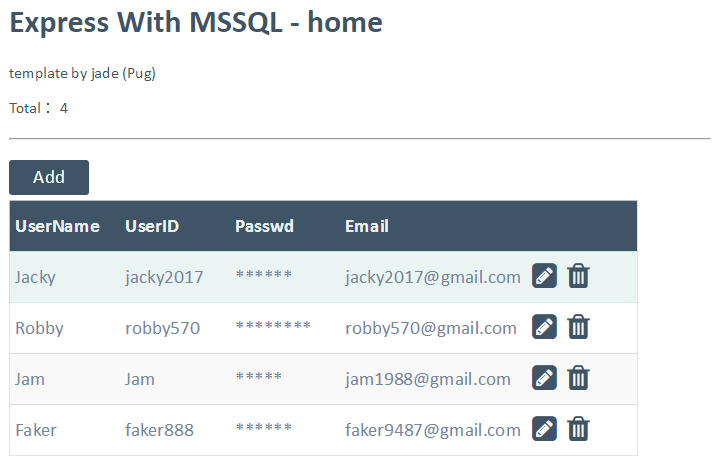 Express With MSSQL - home
template by jade (Pug)
Total： 4
Add
UserName UserID Passwd Email
Jacky jacky2017 ****** jacky2017@gmail.com
Robby robby570 ******** robby570@gmail.com
Jam Jam ***** jam1988@gmail.com
Faker faker888 ****** faker9487@gmail.com